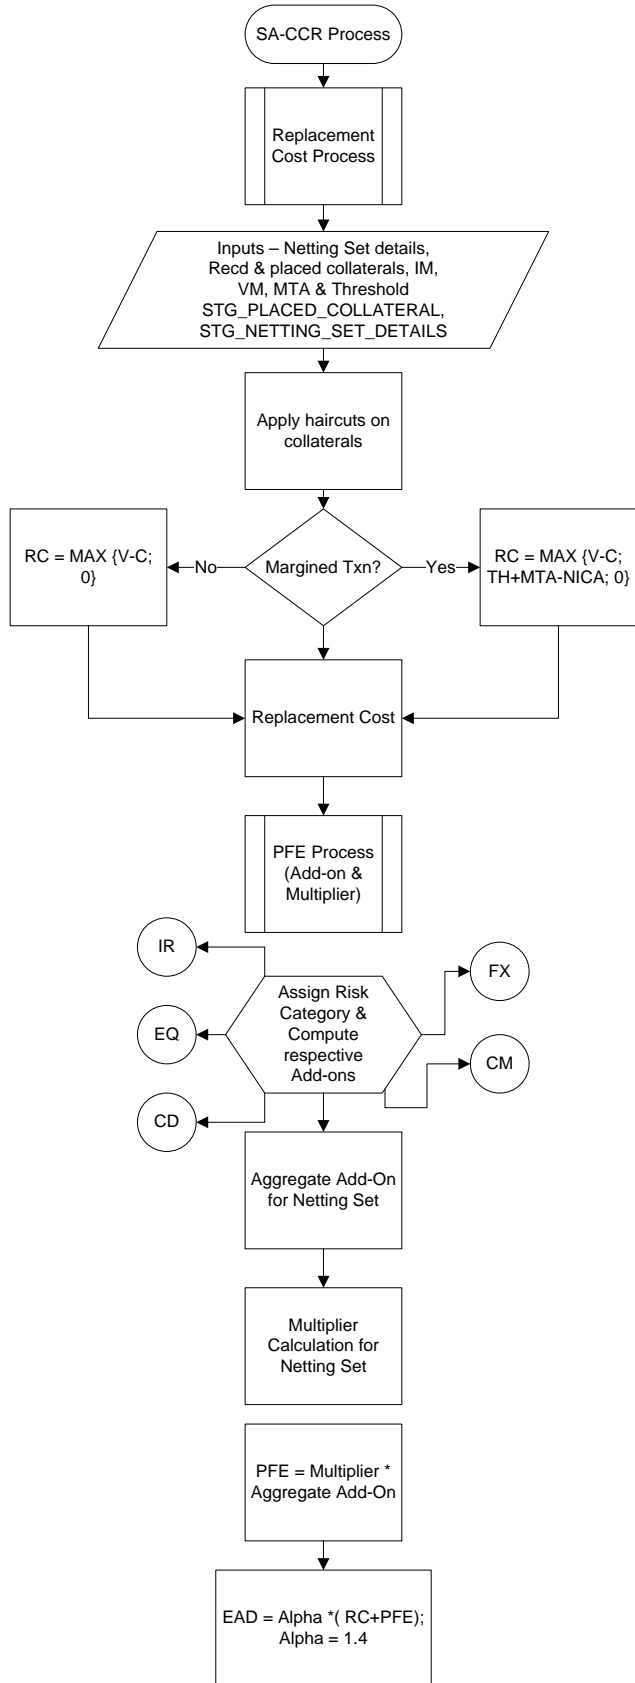 SA-CCR Process
Replacement
Cost Process
Inputs – Netting Set details,
Recd & placed collaterals, IM,
VM, MTA & Threshold
STG_PLACED_COLLATERAL,
STG_NETTING_SET_DETAILS
Apply haircuts on
collaterals
RC = MAX {V-C;
0}
No
Margined Txn?
Yes
RC = MAX {V-C;
TH+MTA-NICA; 0}
Replacement Cost
PFE Process
(Add-on &
Multiplier)
IR
FX
Assign Risk
Category &
Compute
respective
Add-ons
EQ
CM
CD
Aggregate Add-On
for Netting Set
Multiplier
Calculation for
Netting Set
PFE = Multiplier *
Aggregate Add-On
EAD = Alpha *( RC+PFE);
Alpha = 1.4